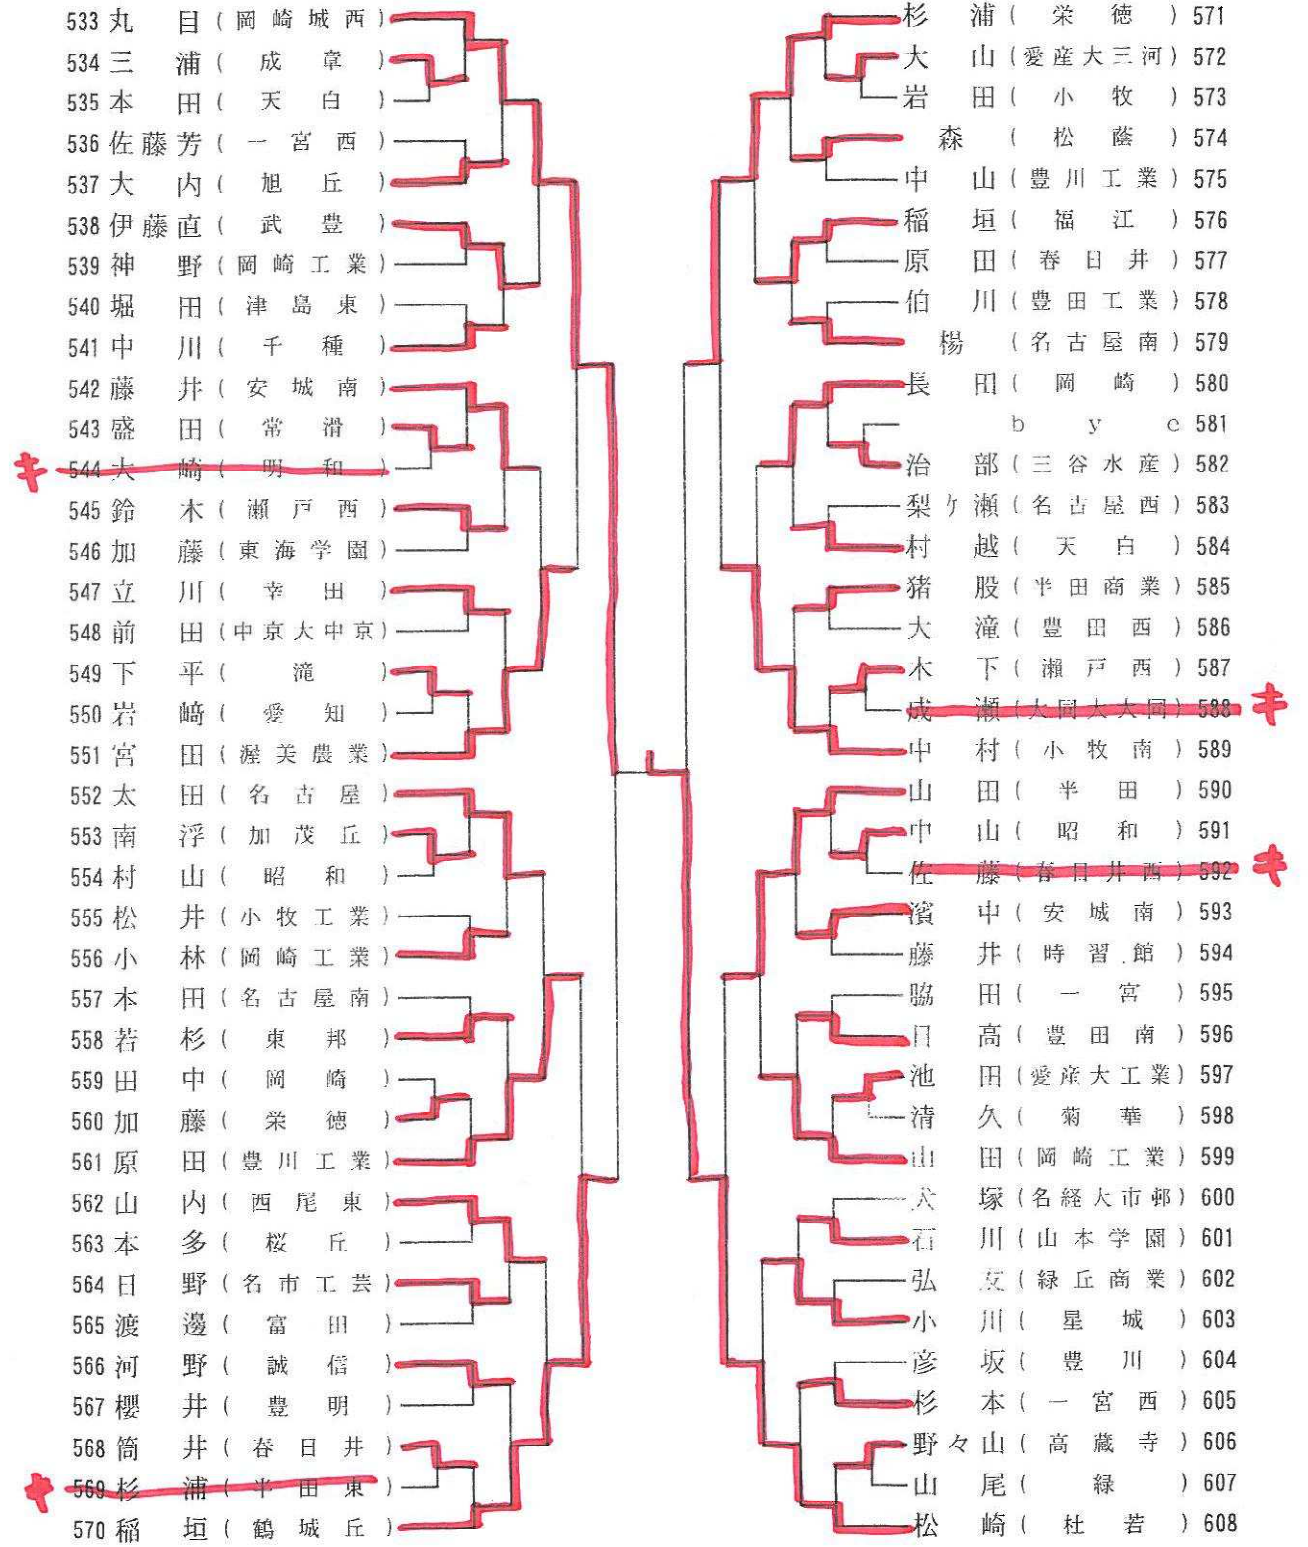 533 丸 目 ( 岡 崎 城 西 )
534 三 浦 ( 成 章 )
535 本 田 ( 天 白 )
536 佐 藤 芳 ( 一 宮 西 )
537 大 内 ( 旭 丘 )
538 伊 藤 直 ( 武 豊 )
539 神 野 ( 岡 崎 工 業 )
540 堀 田 ( 津 島 東 )
541 中 川 ( 千 種 )
542 藤 井 ( 安 城 南 )
543 盛 田 ( 常 滑 )
キ 544 大 崎 ( 明 和 )
545 鈴 木 ( 瀬 戸 西 )
546 加 藤 ( 東 海 学 園 )
547 立 川 ( 幸 田 )
548 前 田 ( 中 京 大 中 京 )
549 下 平 ( 滝 )
550 岩 﨑 ( 愛 知 )
551 宮 田 ( 渥 美 農 業 )
552 太 田 ( 名 古 屋 )
553 南 浮 ( 加 茂 丘 )
554 村 山 ( 昭 和 )
555 松 井 ( 小 牧 工 業 )
556 小 林 ( 岡 崎 工 業 )
557 本 田 ( 名 古 屋 南 )
558 若 杉 ( 東 邦 )
559 田 中 ( 岡 崎 )
560 加 藤 ( 栄 徳 )
561 原 田 ( 豊 川 工 業 )
562 山 内 ( 西 尾 東 )
563 本 多 ( 桜 丘 )
564 日 野 ( 名 市 工 芸 )
565 渡 邊 ( 富 田 )
566 河 野 ( 誠 信 )
567 櫻 井 ( 豊 明 )
568 筒 井 ( 春 日 井 )
キ 569 杉 浦 ( 半 田 東 )
570 稲 垣 ( 鶴 城 丘 )
杉 浦 ( 栄 徳 ) 571
大 山 ( 愛 産 大 三 河 ) 572
岩 田 ( 小 牧 ) 573
森 ( 松 蔭 ) 574
中 山 ( 豊 川 工 業 ) 575
稲 垣 ( 福 江 ) 576
原 田 ( 春 日 井 ) 577
伯 川 ( 豊 田 工 業 ) 578
楊 ( 名 古 屋 南 ) 579
長 田 ( 岡 崎 ) 580
b y e 581
治 部 ( 三 谷 水 産 ) 582
梨 ケ 瀬 ( 名 古 屋 西 ) 583
村 越 ( 天 白 ) 584
猪 股 ( 半 田 商 業 ) 585
大 滝 ( 豊 田 西 ) 586
木 下 ( 瀬 戸 西 ) 587
成 瀬 ( 大 同 大 大 同 ) 588 キ
中 村 ( 小 牧 南 ) 589
山 田 ( 半 田 ) 590
中 山 ( 昭 和 ) 591
佐 藤 ( 春 日 井 西 ) 592 キ
濱 中 ( 安 城 南 ) 593
藤 井 ( 時 習 館 ) 594
脇 田 ( 一 宮 ) 595
日 高 ( 豊 田 南 ) 596
池 田 ( 愛 産 大 工 業 ) 597
清 久 ( 菊 華 ) 598
山 田 ( 岡 崎 工 業 ) 599
犬 塚 ( 名 経 大 市 邨 ) 600
石 川 ( 山 本 学 園 ) 601
弘 友 ( 緑 丘 商 業 ) 602
小 川 ( 星 城 ) 603
彦 坂 ( 豊 川 ) 604
杉 本 ( 一 宮 西 ) 605
野 々 山 ( 高 蔵 寺 ) 606
山 尾 ( 緑 ) 607
松 崎 ( 杜 若 ) 608